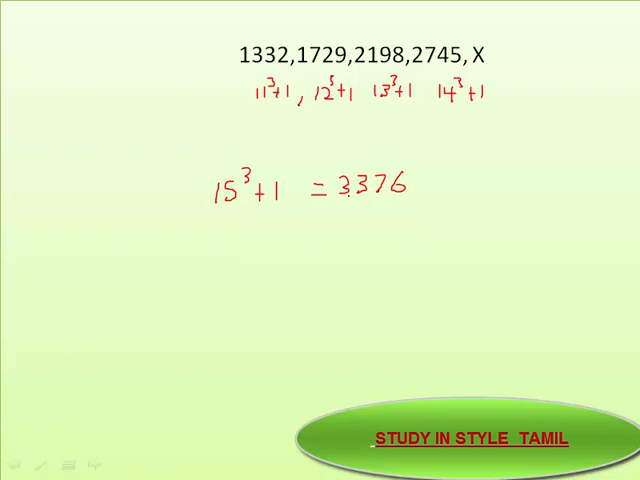 1332,1729,2198,2745, X
11³+1 , 12³+1 13³+1 14³+1
15³+1 = 3376
STUDY IN STYLE TAMIL